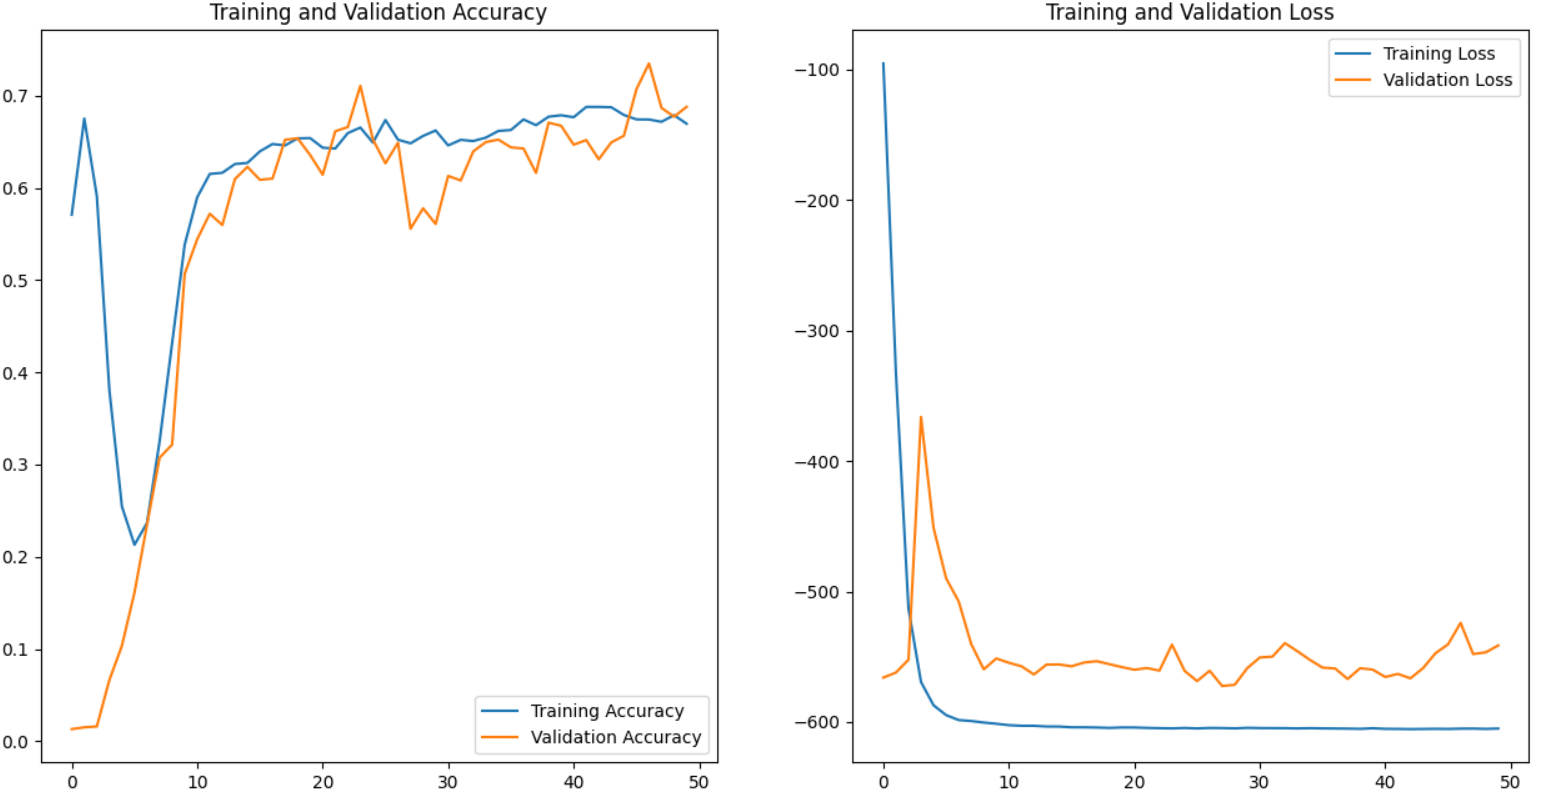 Training and Validation Accuracy
0.7
0.6
0.5
0.4
0.3
0.2
0.1
0.0
Training Accuracy
Validation Accuracy
0 10 20 30 40 50
Training and Validation Loss
Training Loss
Validation Loss
−100
−200
−300
−400
−500
−600
0 10 20 30 40 50